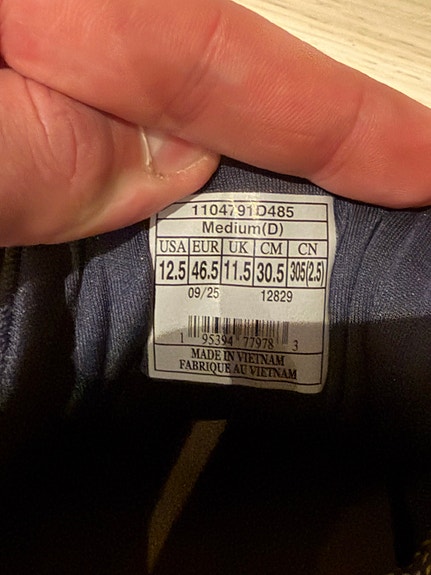 1104791D485
Medium(D)
USA EUR UK CM CN
12.5 46.5 11.5 30.5 305(2.5)
09/25 12829
1 95394 77978 3
MADE IN VIETNAM
FABRIQUE AU VIETNAM